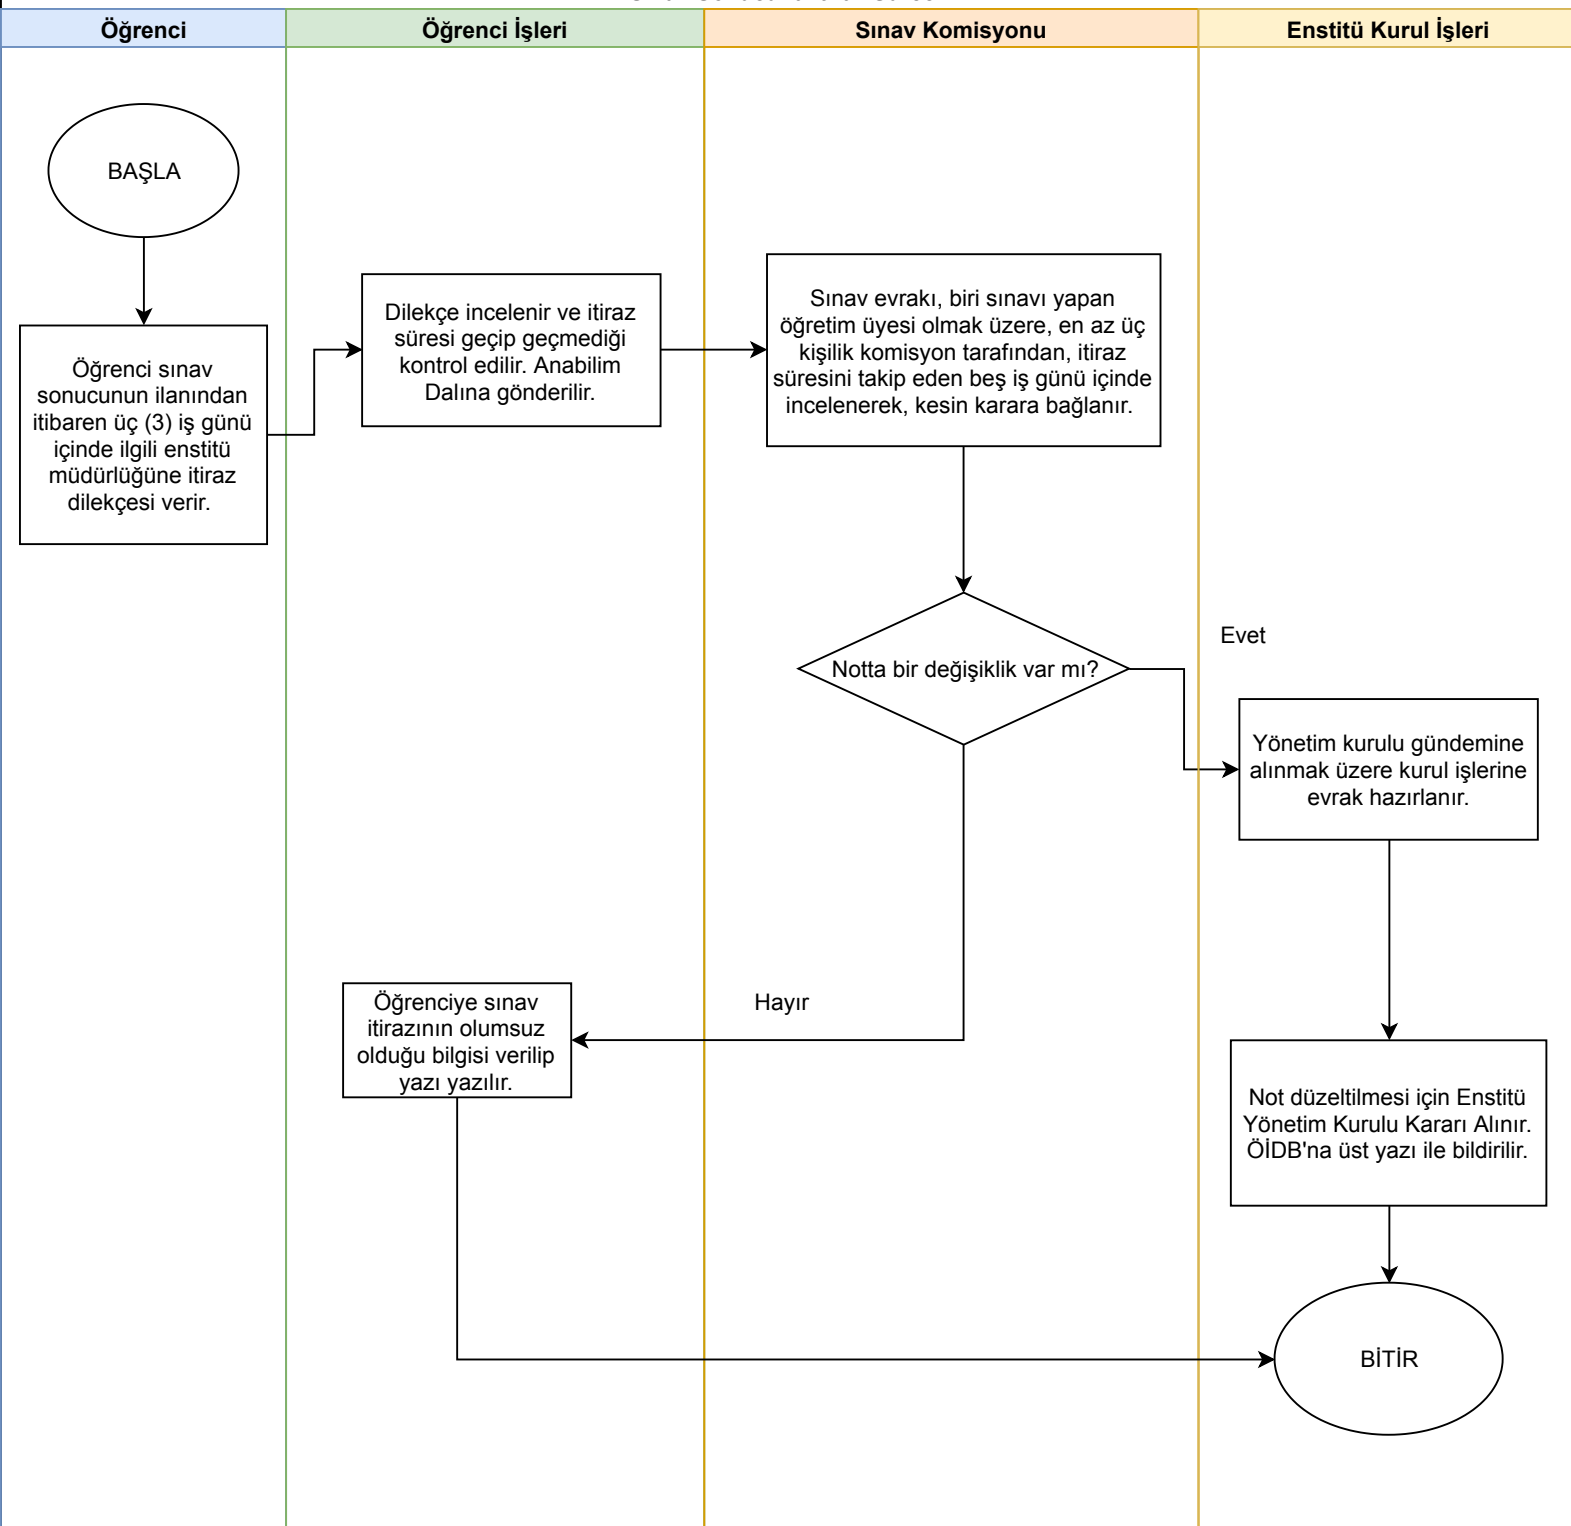 Öğrenci
Öğrenci İşleri
Sınav Komisyonu
Enstitü Kurul İşleri
BAŞLA
Öğrenci sınav
sonucunun ilanından
itibaren üç (3) iş günü
içinde ilgili enstitü
müdürlüğüne itiraz
dilekçesi verir.
Dilekçe incelenir ve itiraz
süresi geçip geçmediği
kontrol edilir. Anabilim
Dalına gönderilir.
Sınav evrakı, biri sınavı yapan
öğretim üyesi olmak üzere, en az üç
kişilik komisyon tarafından, itiraz
süresini takip eden beş iş günü içinde
incelenerek, kesin karara bağlanır.
Notta bir değişiklik var mı?
Evet
Yönetim kurulu gündemine
alınmak üzere kurul işlerine
evrak hazırlanır.
Hayır
Öğrenciye sınav
itirazının olumsuz
olduğu bilgisi verilip
yazı yazılır.
Not düzeltilmesi için Enstitü
Yönetim Kurulu Kararı Alınır.
ÖİDB'na üst yazı ile bildirilir.
BİTİR